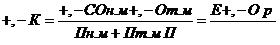 +,-К = +,-СОн.м+,-От.м / Пн.м+Пт.м П = Е+,-О р